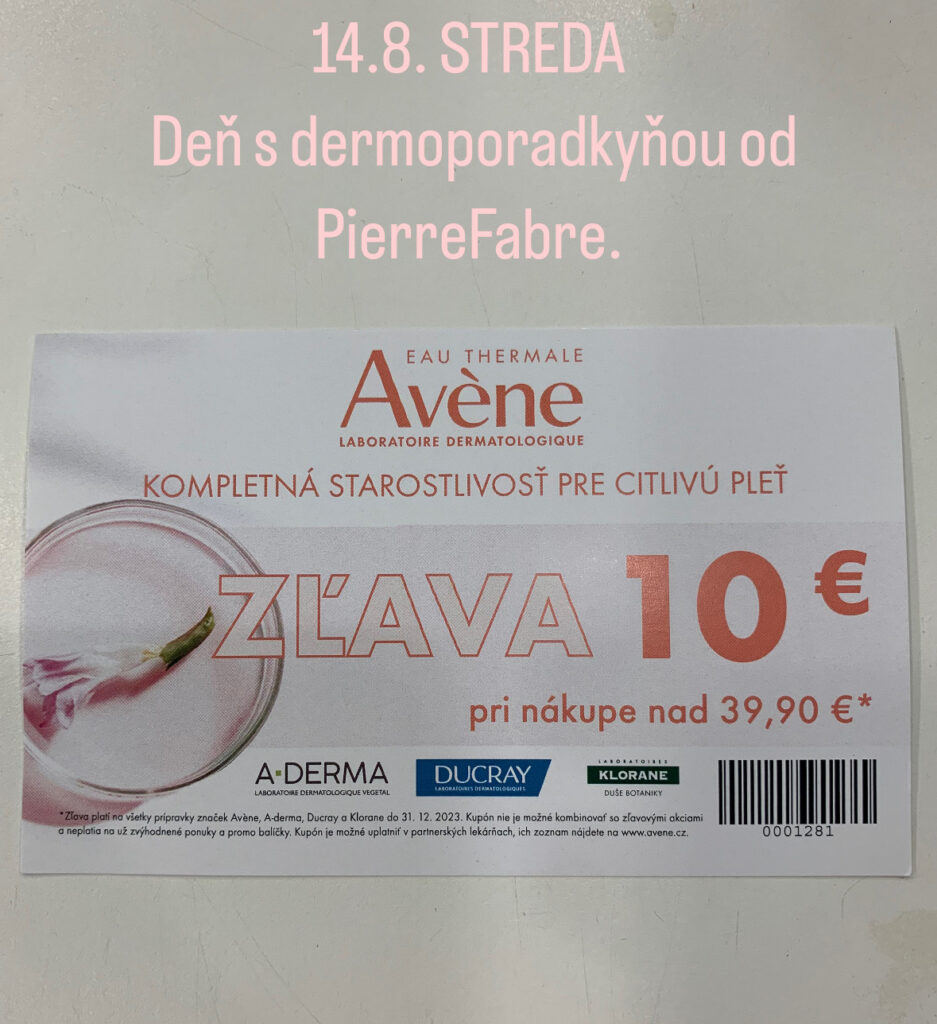 14.8. STREDA
Deň s dermoporadkyňou od
PierreFabre.
EAU THERMALE
Avène
LABORATOIRE DERMATOLOGIQUE
KOMPLETNÁ STAROSTLIVOSŤ PRE CITLIVÚ PLEŤ
ZĽAVA 10 €
pri nákupe nad 39,90 €*
A-DERMA
LABORATOIRE DERMATOLOGIQUE VEGETAL
DUCRAY
LABORATOIRES DERMATOLOGIQUES
LABORATOIRES
KLORANE
DUŠE BOTANIKY
*Zľava platí na všetky prípravky značek Avène, A-derma, Ducray a Klorane do 31. 12. 2023. Kupón nie je možné kombinovať so zľavovými akciami
a neplatia na už zvýhodnené ponuky a promo balíčky. Kupón je možné uplatniť v partnerských lekárňach, ich zoznam nájdete na www.avene.cz.
0001281